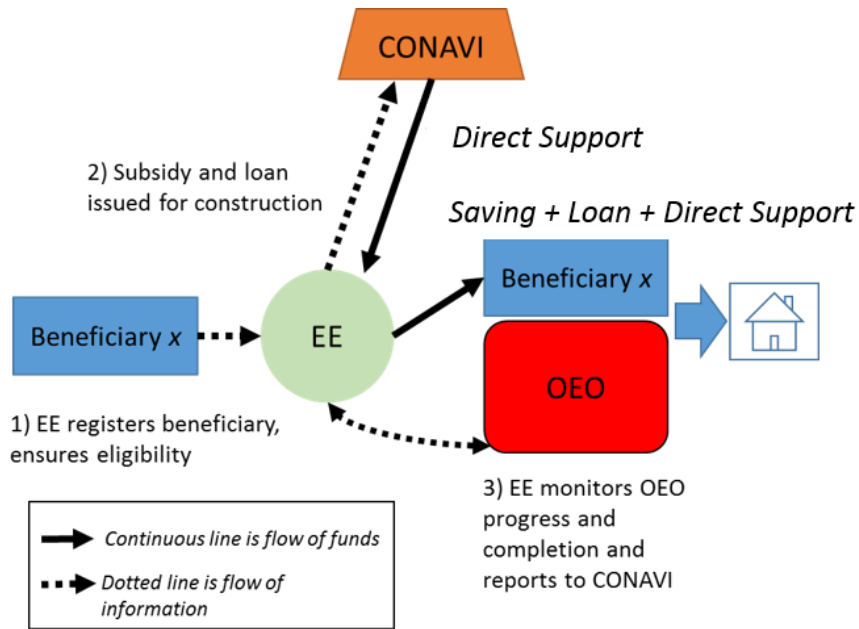 CONAVI
Direct Support
2) Subsidy and loan
issued for construction
Saving + Loan + Direct Support
Beneficiary x
EE
Beneficiary x
OEO
1) EE registers beneficiary,
ensures eligibility
3) EE monitors OEO
progress and
completion and
reports to CONAVI
Continuous line is flow of funds
Dotted line is flow of
information